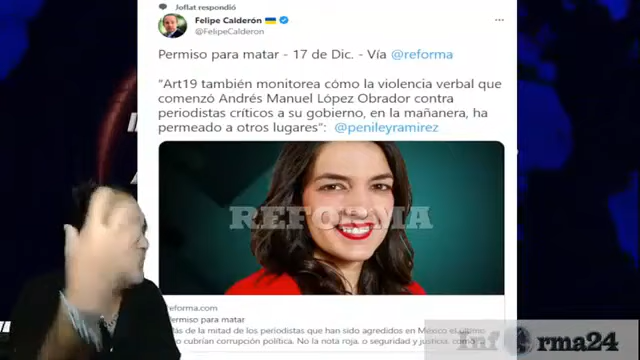 Joflat respondió
Felipe Calderón
@FelipeCalderon
Permiso para matar - 17 de Dic. - Vía @reforma
"Art19 también monitorea cómo la violencia verbal que
comenzó Andrés Manuel López Obrador contra
periodistas críticos a su gobierno, en la mañanera, ha
permeado a otros lugares": @penileyramirez
REFORMA
reforma.com
Permiso para matar
de la mitad de los periodistas que han sido agredidos en México el último
cubrían corrupción política. No la nota roja, o seguridad y justicia, como
Inf rma24